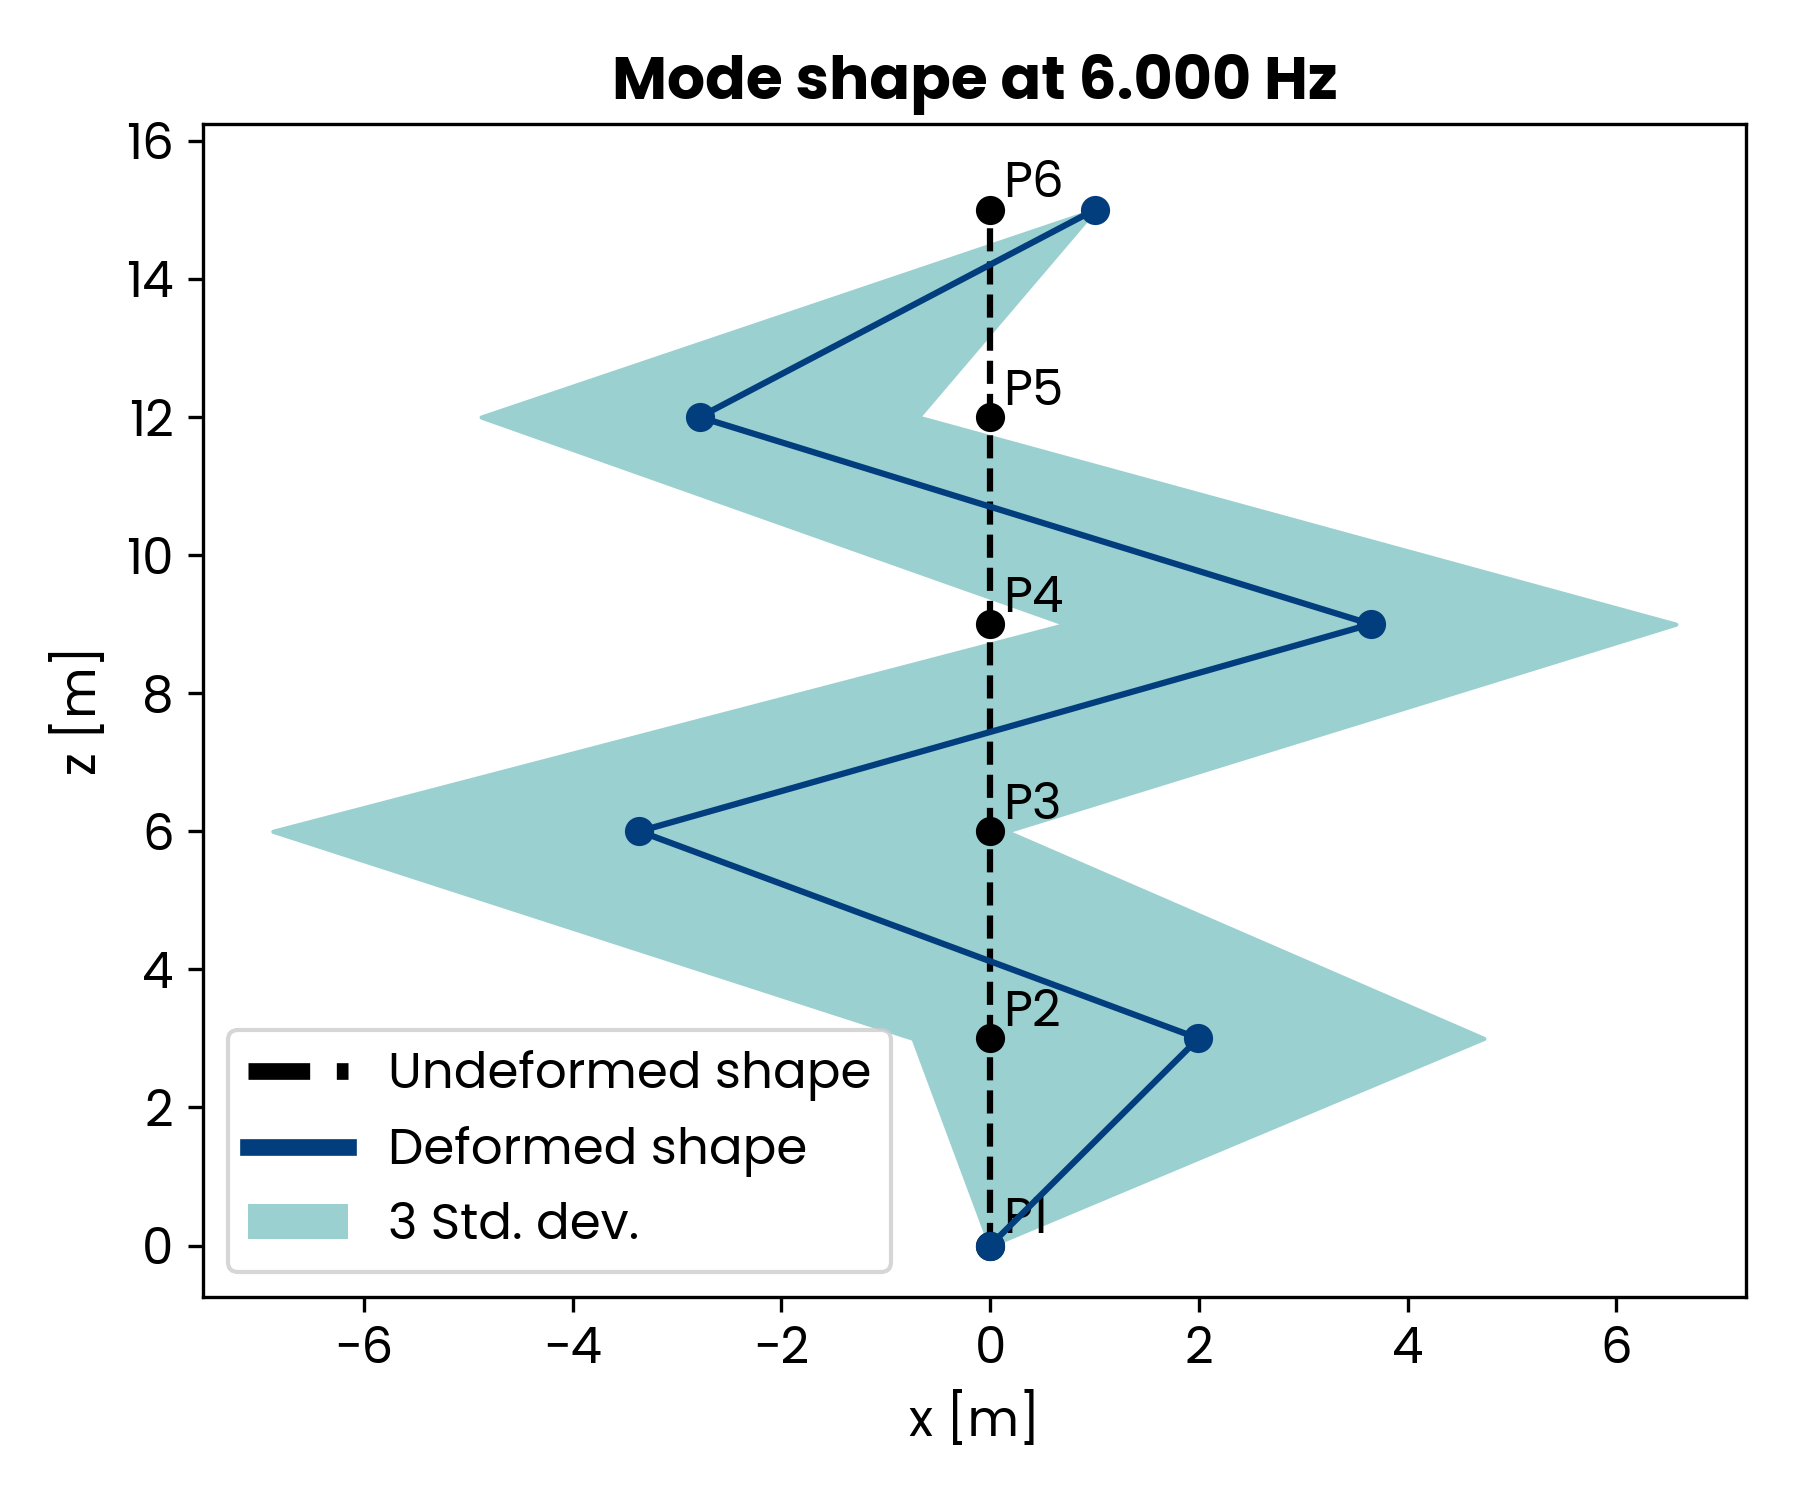 Mode shape at 6.000 Hz
16
14
12
10
8
6
4
2
0
z [m]
P6
P5
P4
P3
P2
P1
Undeformed shape
Deformed shape
3 Std. dev.
−6
−4
−2
0
2
4
6
x [m]